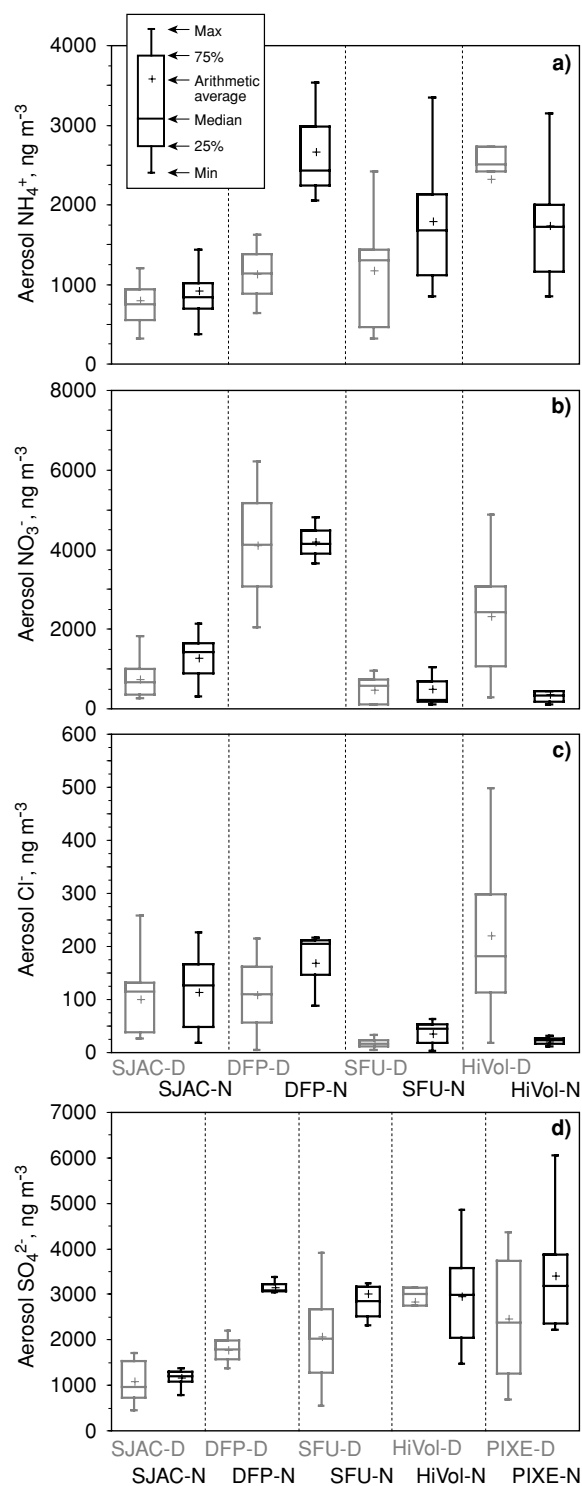 Max
75%
Arithmetic
average
Median
25%
Min
a)
4000
3000
2000
1000
0
Aerosol NH₄⁺, ng m⁻³
b)
8000
6000
4000
2000
0
Aerosol NO₃⁻, ng m⁻³
c)
600
500
400
300
200
100
0
Aerosol Cl⁻, ng m⁻³
SJAC-D DFP-D SFU-D HiVol-D
SJAC-N DFP-N SFU-N HiVol-N
d)
7000
6000
5000
4000
3000
2000
1000
0
Aerosol SO₄²⁻, ng m⁻³
SJAC-D DFP-D SFU-D HiVol-D PIXE-D
SJAC-N DFP-N SFU-N HiVol-N PIXE-N